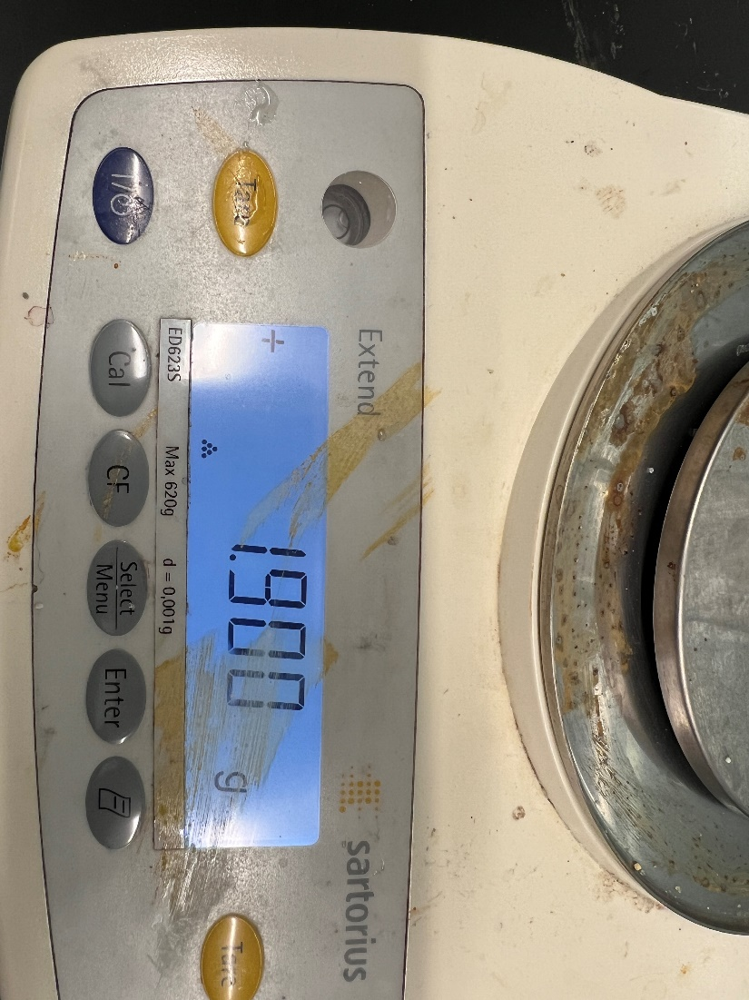 Extend
sartorius
+ 1.900 g
ED623S Max 620g d = 0,001g
I/⏻
Tare
Tare
Cal
CF
Select
Menu
Enter